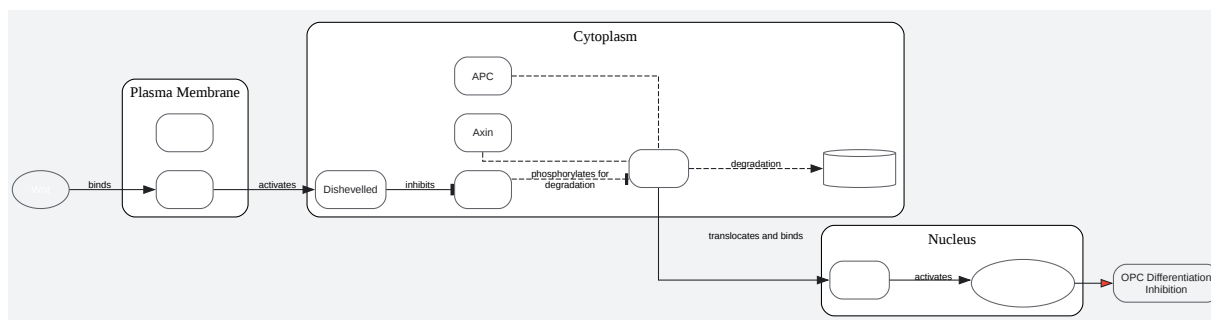 Cytoplasm
APC
Plasma Membrane
Axin
phosphorylates for
degradation
degradation
Wnt
binds
activates
Dishevelled
inhibits
translocates and binds
Nucleus
activates
OPC Differentiation
Inhibition